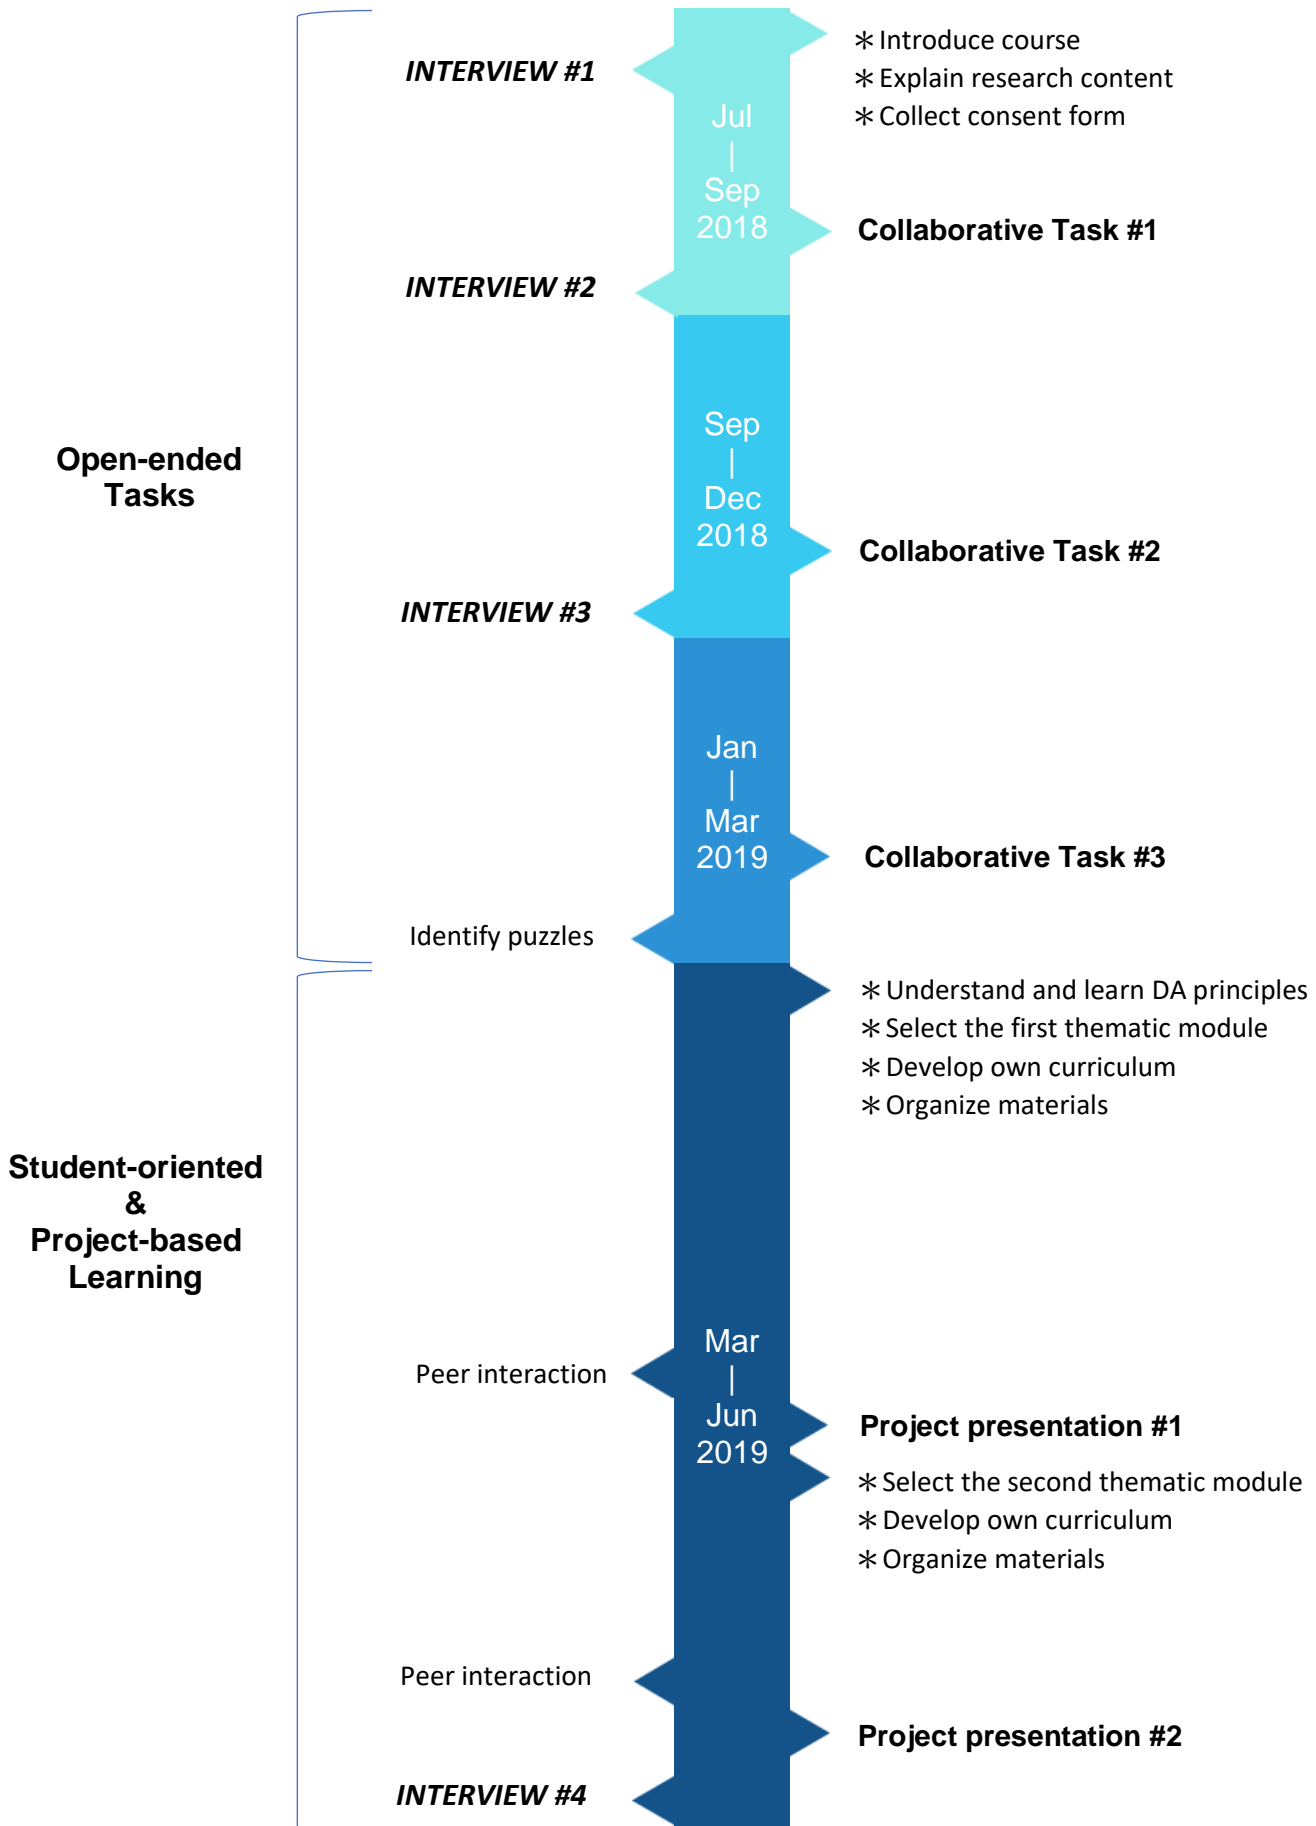 INTERVIEW #1
＊Introduce course
＊Explain research content
＊Collect consent form
Jul
|
Sep
2018
Collaborative Task #1
INTERVIEW #2
Open-ended
Tasks
Sep
|
Dec
2018
Collaborative Task #2
INTERVIEW #3
Jan
|
Mar
2019
Collaborative Task #3
Identify puzzles
＊Understand and learn DA principles
＊Select the first thematic module
＊Develop own curriculum
＊Organize materials
Student-oriented
&
Project-based
Learning
Mar
|
Jun
2019
Peer interaction
Project presentation #1
＊Select the second thematic module
＊Develop own curriculum
＊Organize materials
Peer interaction
Project presentation #2
INTERVIEW #4